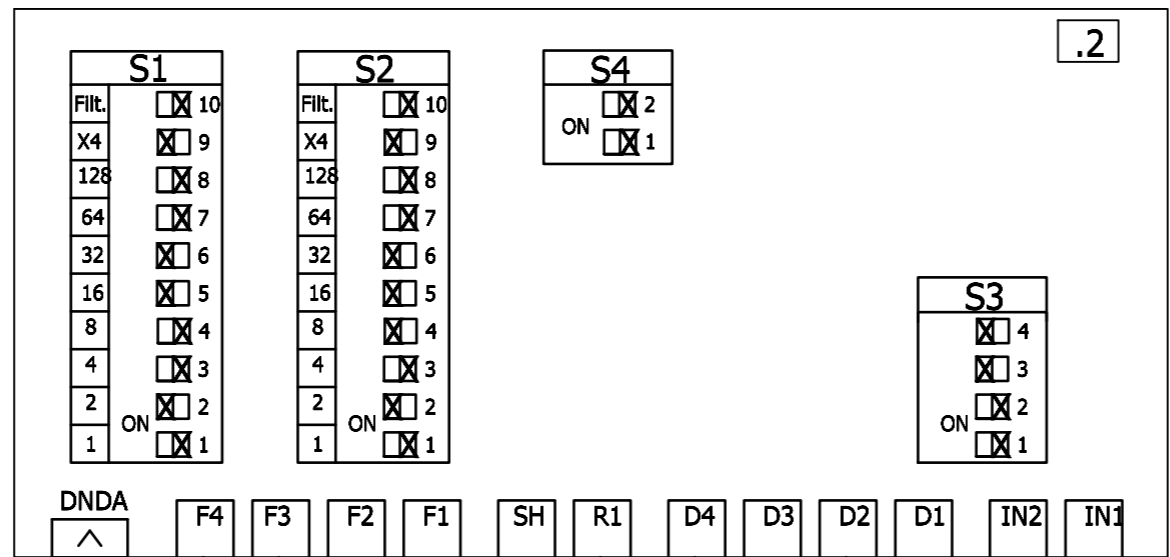 .2
S1
Filt. 10
X4 9
128 8
64 7
32 6
16 5
8 4
4 3
2 ON 2
1 1
S2
Filt. 10
X4 9
128 8
64 7
32 6
16 5
8 4
4 3
2 ON 2
1 1
S4
ON 2
1
S3
4
3
ON 2
1
DNDA F4 F3 F2 F1 SH R1 D4 D3 D2 D1 IN2 IN1